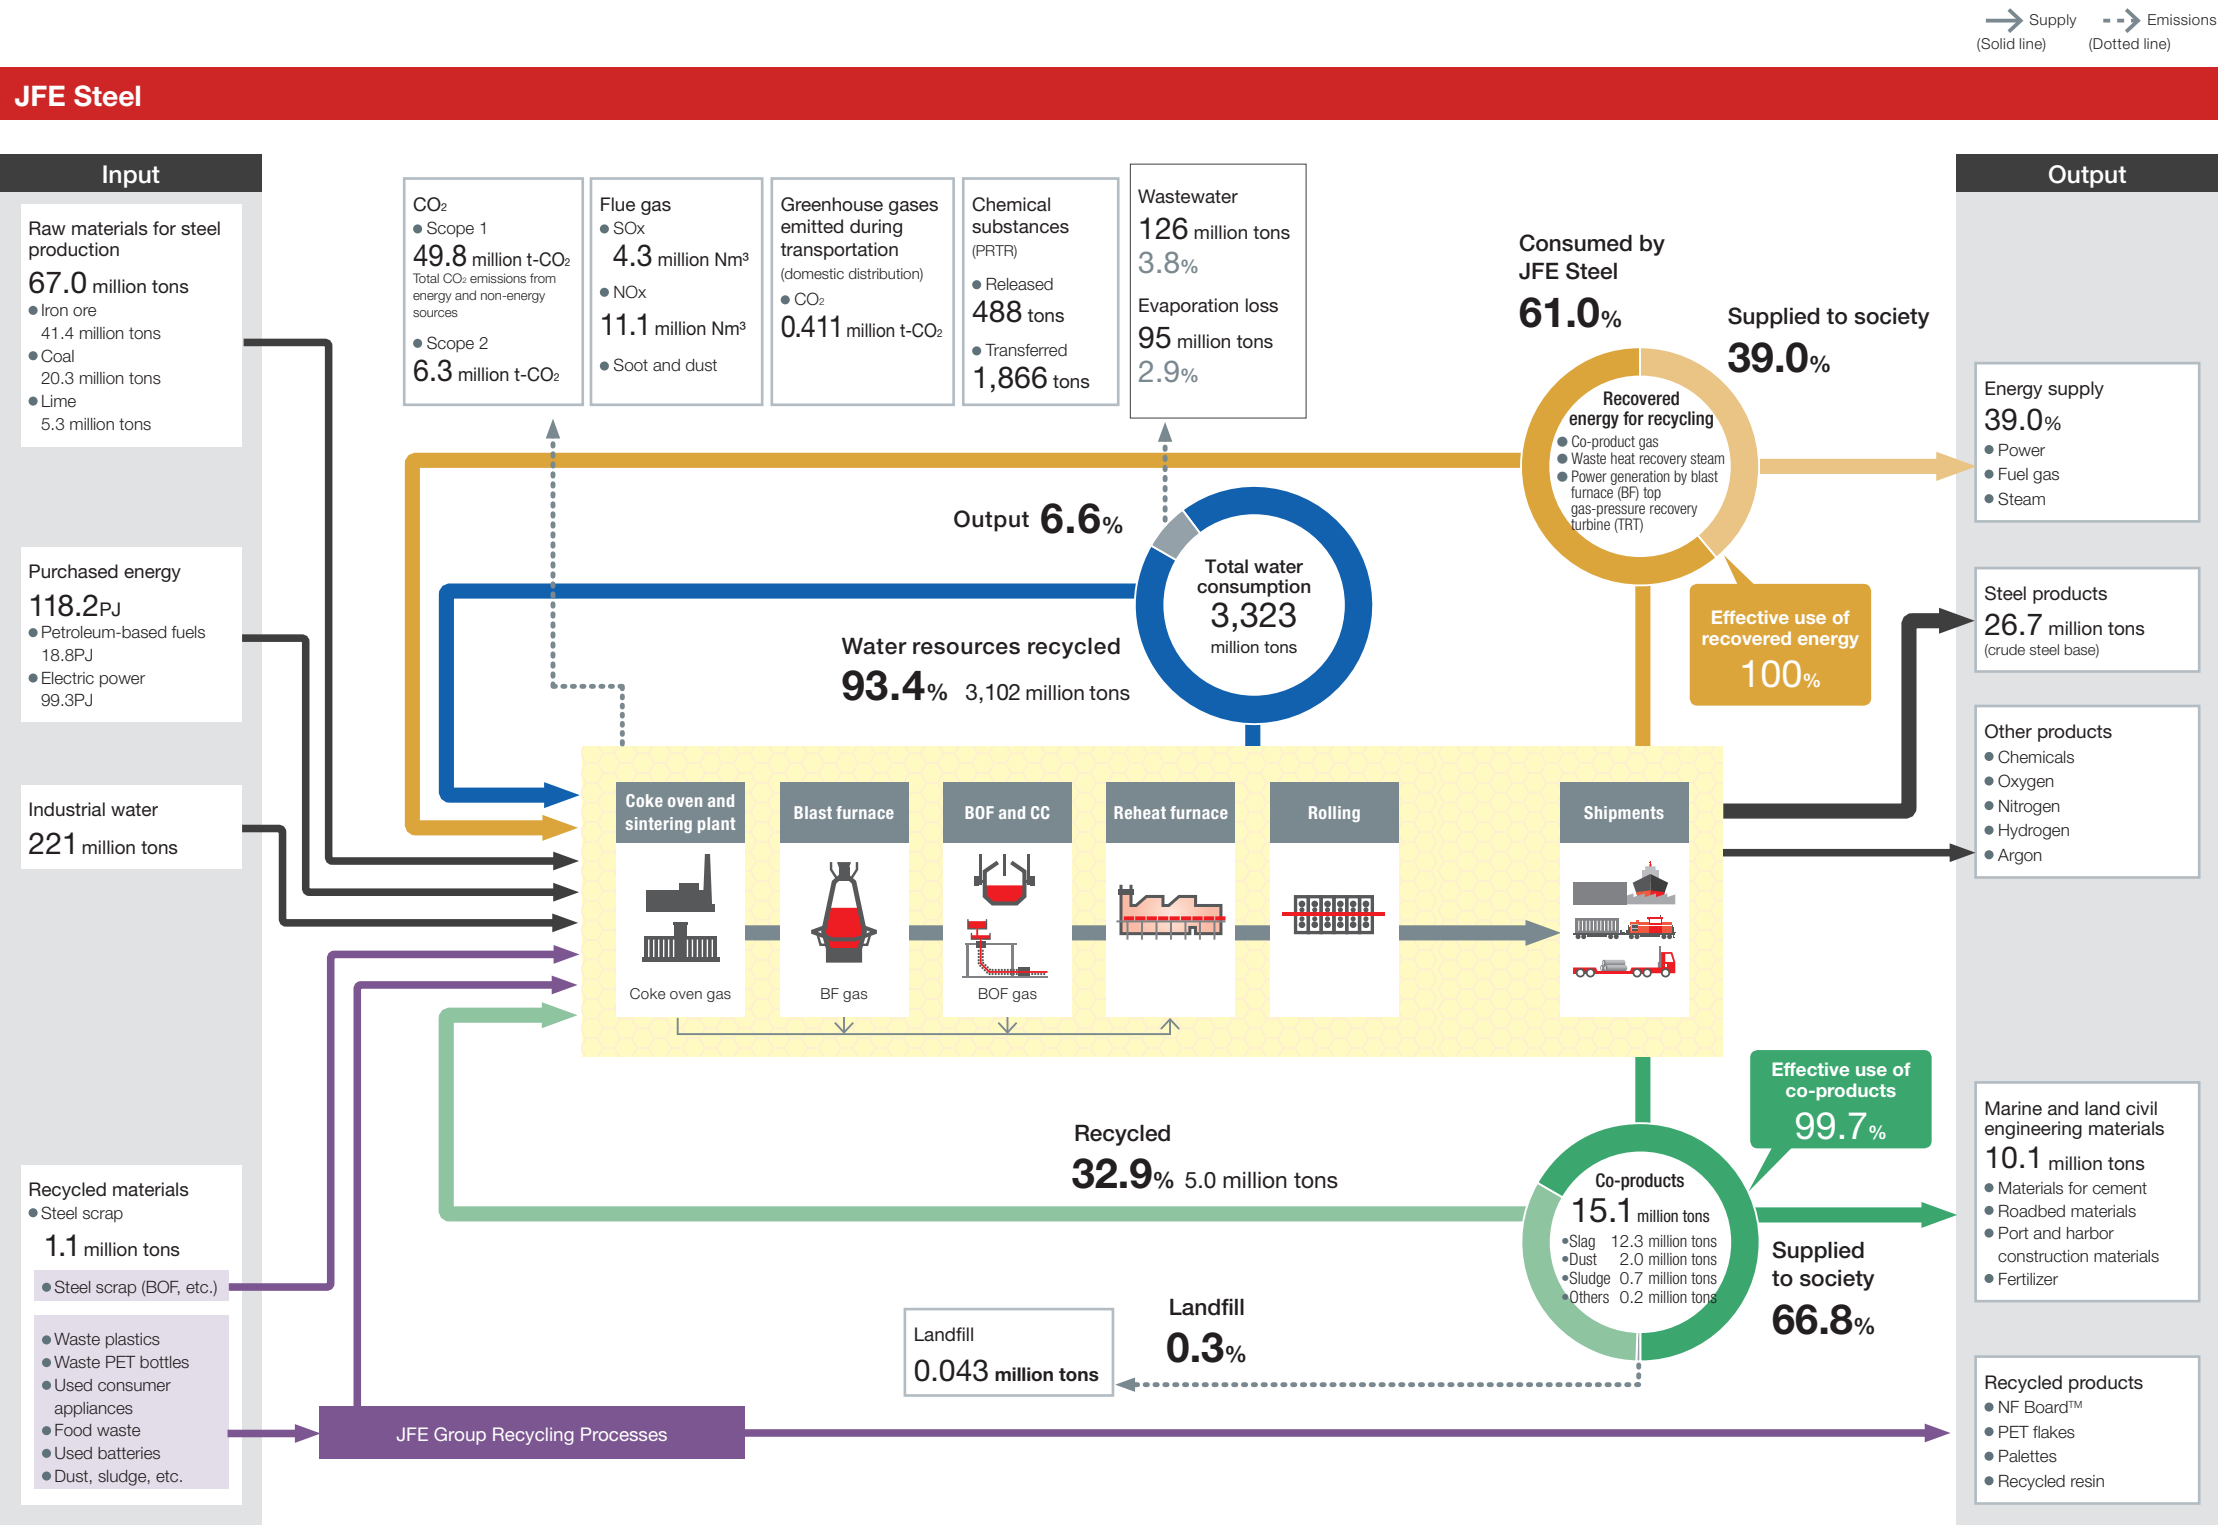 Supply
Emissions
(Solid line)
(Dotted line)
JFE Steel
Input
Raw materials for steel
production
67.0 million tons
● Iron ore
41.4 million tons
● Coal
20.3 million tons
● Lime
5.3 million tons
Purchased energy
118.2PJ
● Petroleum-based fuels
18.8PJ
● Electric power
99.3PJ
Industrial water
221 million tons
Recycled materials
● Steel scrap
1.1 million tons
● Steel scrap (BOF, etc.)
● Waste plastics
● Waste PET bottles
● Used consumer
appliances
● Food waste
● Used batteries
● Dust, sludge, etc.
JFE Group Recycling Processes
CO₂
● Scope 1
49.8 million t-CO₂
Total CO₂ emissions from
energy and non-energy
sources
● Scope 2
6.3 million t-CO₂
Flue gas
● SOx
4.3 million Nm³
● NOx
11.1 million Nm³
● Soot and dust
Greenhouse gases
emitted during
transportation
(domestic distribution)
● CO₂
0.411 million t-CO₂
Chemical
substances
(PRTR)
● Released
488 tons
● Transferred
1,866 tons
Wastewater
126 million tons
3.8%
Evaporation loss
95 million tons
2.9%
Consumed by
JFE Steel
61.0%
Supplied to society
39.0%
Recovered
energy for recycling
● Co-product gas
● Waste heat recovery steam
● Power generation by blast
furnace (BF) top
gas-pressure recovery
turbine (TRT)
Effective use of
recovered energy
100%
Output 6.6%
Total water
consumption
3,323
million tons
Water resources recycled
93.4% 3,102 million tons
Coke oven and
sintering plant
Coke oven gas
Blast furnace
BF gas
BOF and CC
BOF gas
Reheat furnace
Rolling
Shipments
Recycled
32.9% 5.0 million tons
Co-products
15.1 million tons
●Slag 12.3 million tons
●Dust 2.0 million tons
●Sludge 0.7 million tons
●Others 0.2 million tons
Effective use of
co-products
99.7%
Supplied
to society
66.8%
Landfill
0.3%
Landfill
0.043 million tons
Output
Energy supply
39.0%
● Power
● Fuel gas
● Steam
Steel products
26.7 million tons
(crude steel base)
Other products
● Chemicals
● Oxygen
● Nitrogen
● Hydrogen
● Argon
Marine and land civil
engineering materials
10.1 million tons
● Materials for cement
● Roadbed materials
● Port and harbor
construction materials
● Fertilizer
Recycled products
● NF Board™
● PET flakes
● Palettes
● Recycled resin